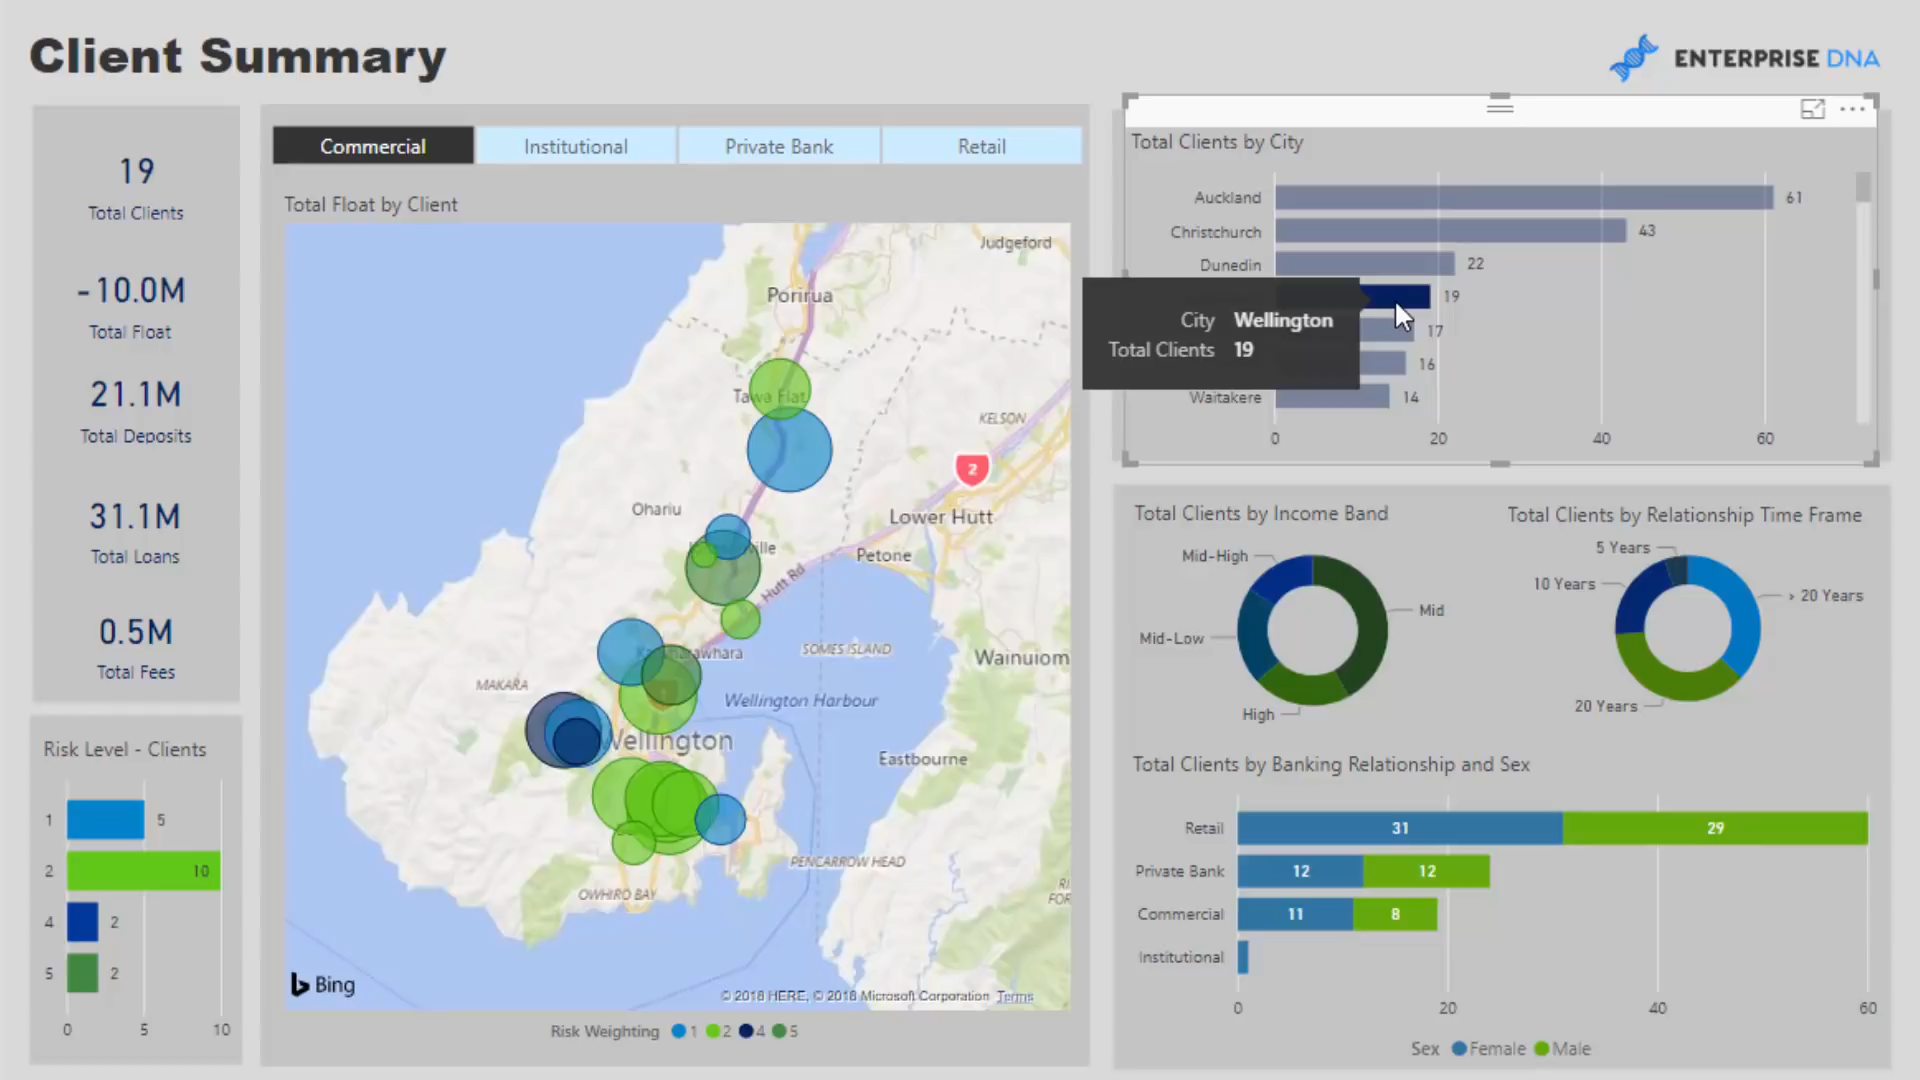 Client Summary
ENTERPRISE DNA
19
Total Clients
-10.0M
Total Float
21.1M
Total Deposits
31.1M
Total Loans
0.5M
Total Fees
Risk Level - Clients
1 5
2 10
4 2
5 2
0 5 10
Commercial Institutional Private Bank Retail
Total Float by Client
Judgeford
Porirua
Tawa Flat
KELSON
2
Ohariu
Lower Hutt
ville
Petone
Hutt Rd
SOMES ISLAND
Wainuiom
MAKARA
Wellington Harbour
1
Wellington
Eastbourne
PENCARROW HEAD
OWHIRO BAY
Bing
© 2018 HERE, © 2018 Microsoft Corporation Terms
Risk Weighting 1 2 4 5
Total Clients by City
Auckland 61
Christchurch 43
Dunedin 22
19
City Wellington
17
Total Clients 19
16
Waitakere 14
0 20 40 60
Total Clients by Income Band
Mid-High
Mid
Mid-Low
High
Total Clients by Relationship Time Frame
5 Years
10 Years
> 20 Years
20 Years
Total Clients by Banking Relationship and Sex
Retail 31 29
Private Bank 12 12
Commercial 11 8
Institutional
0 20 40 60
Sex Female Male